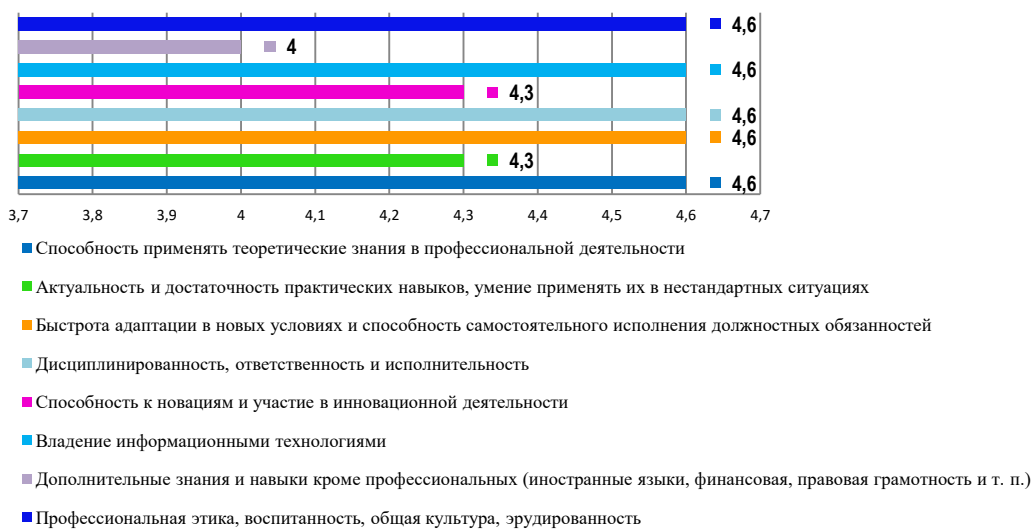 4,6
4
4,6
4,3
4,6
4,6
4,3
4,6
3,7 3,8 3,9 4 4,1 4,2 4,3 4,4 4,5 4,6 4,7
Способность применять теоретические знания в профессиональной деятельности
Актуальность и достаточность практических навыков, умение применять их в нестандартных ситуациях
Быстрота адаптации в новых условиях и способность самостоятельного исполнения должностных обязанностей
Дисциплинированность, ответственность и исполнительность
Способность к новациям и участие в инновационной деятельности
Владение информационными технологиями
Дополнительные знания и навыки кроме профессиональных (иностранные языки, финансовая, правовая грамотность и т. п.)
Профессиональная этика, воспитанность, общая культура, эрудированность